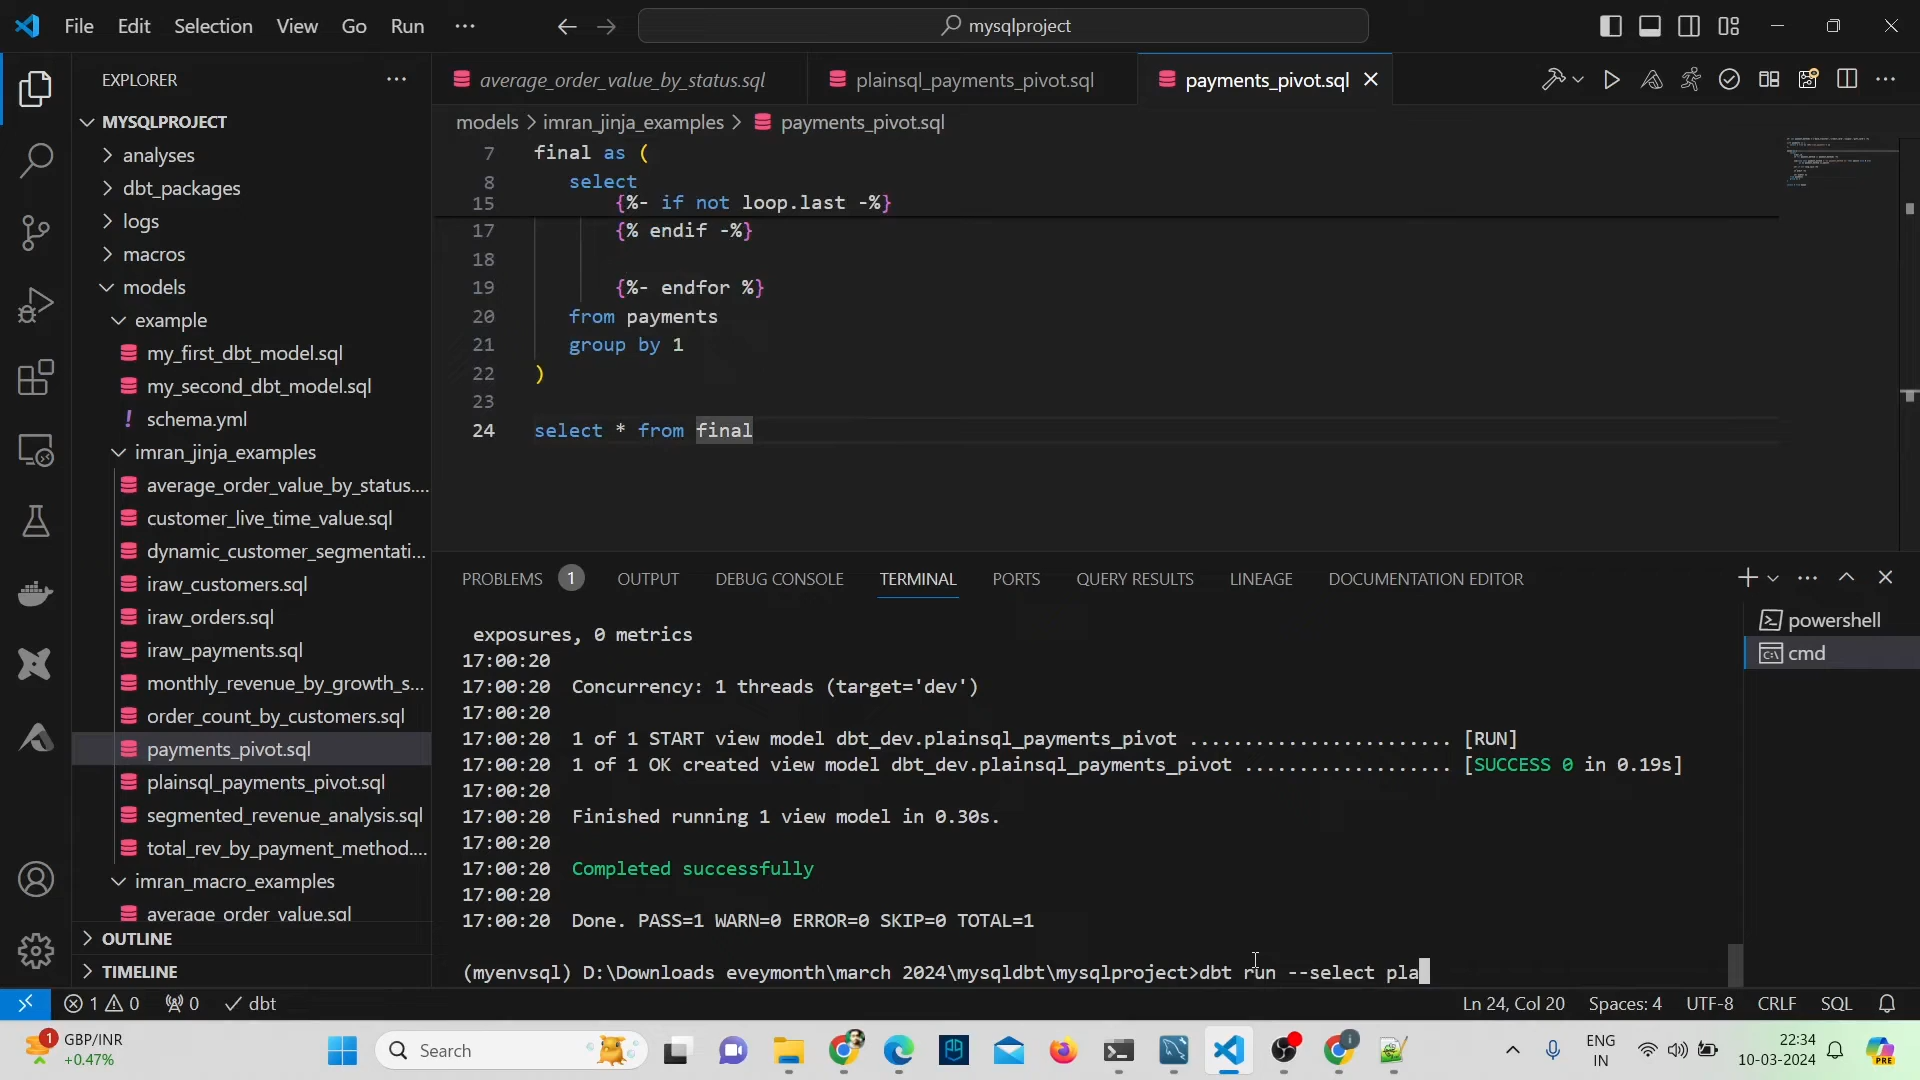 File Edit Selection View Go Run ···
mysqlproject
EXPLORER
MYSQLPROJECT
analyses
dbt_packages
logs
macros
models
example
my_first_dbt_model.sql
my_second_dbt_model.sql
! schema.yml
imran_jinja_examples
average_order_value_by_status....
customer_live_time_value.sql
dynamic_customer_segmentati...
iraw_customers.sql
iraw_orders.sql
iraw_payments.sql
monthly_revenue_by_growth_s...
order_count_by_customers.sql
payments_pivot.sql
plainsql_payments_pivot.sql
segmented_revenue_analysis.sql
total_rev_by_payment_method....
imran_macro_examples
average_order_value.sql
OUTLINE
TIMELINE
average_order_value_by_status.sql plainsql_payments_pivot.sql payments_pivot.sql
models > imran_jinja_examples > payments_pivot.sql
7 final as (
8 select
15 {%- if not loop.last -%}
17 {% endif -%}
18
19 {%- endfor %}
20 from payments
21 group by 1
22 )
23
24 select * from final
PROBLEMS 1 OUTPUT DEBUG CONSOLE TERMINAL PORTS QUERY RESULTS LINEAGE DOCUMENTATION EDITOR
powershell
cmd
exposures, 0 metrics
17:00:20
17:00:20 Concurrency: 1 threads (target='dev')
17:00:20
17:00:20 1 of 1 START view model dbt_dev.plainsql_payments_pivot ........................ [RUN]
17:00:20 1 of 1 OK created view model dbt_dev.plainsql_payments_pivot ................... [SUCCESS 0 in 0.19s]
17:00:20
17:00:20 Finished running 1 view model in 0.30s.
17:00:20
17:00:20 Completed successfully
17:00:20
17:00:20 Done. PASS=1 WARN=0 ERROR=0 SKIP=0 TOTAL=1
(myenvsql) D:\Downloads eveymonth\march 2024\mysqldbt\mysqlproject>dbt run --select pla
1 0 0 dbt Ln 24, Col 20 Spaces: 4 UTF-8 CRLF SQL
1 GBP/INR
+0.47%
Search
ENG
IN
22:34
10-03-2024
PRE